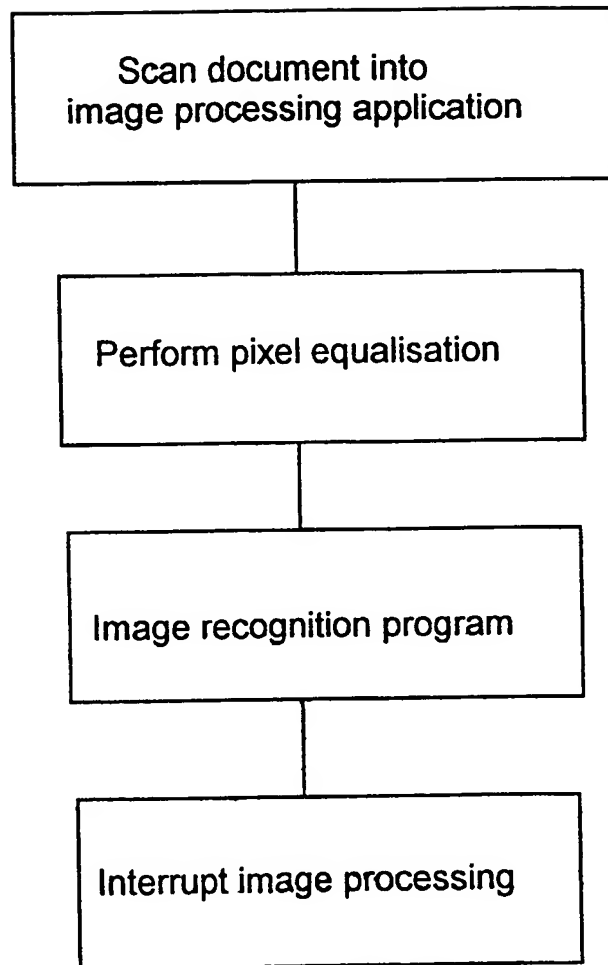 Scan document into
image processing application
Perform pixel equalisation
Image recognition program
Interrupt image processing